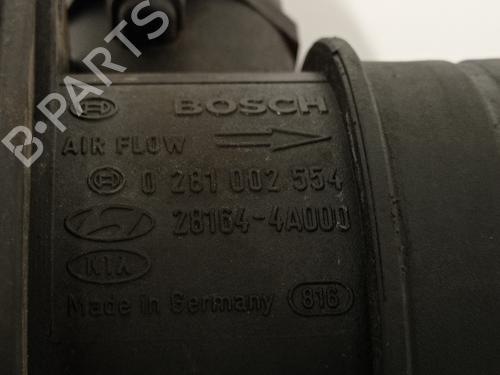 B-PARTS
BOSCH
AIR FLOW
0 281 002 554
28164-4A000
KIA
Made in Germany 816